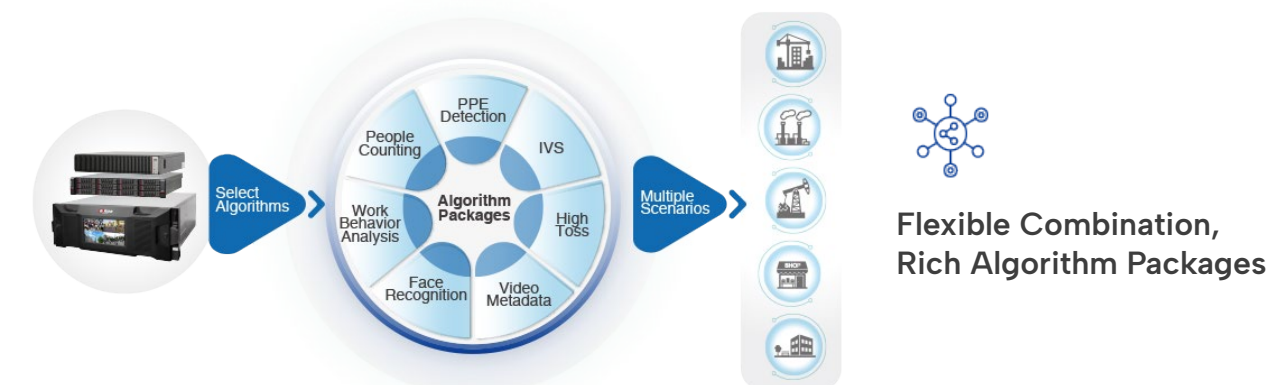 Select
Algorithms
PPE
Detection
IVS
High
Toss
Video
Metadata
Face
Recognition
Work
Behavior
Analysis
People
Counting
Algorithm
Packages
Multiple
Scenarios
SHOP
Flexible Combination,
Rich Algorithm Packages